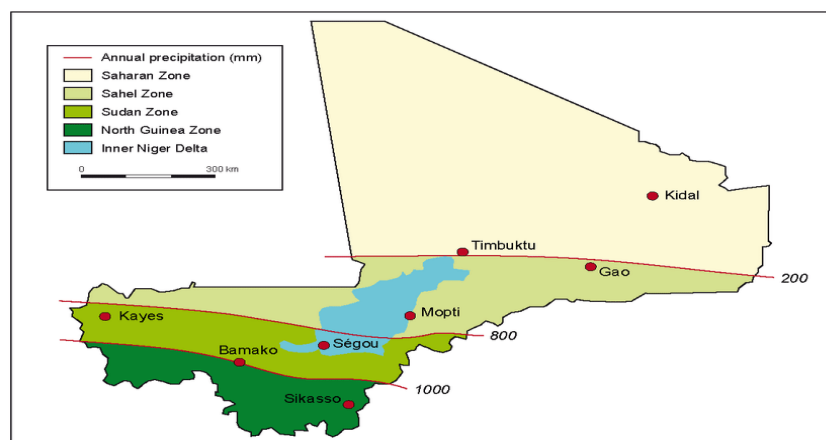 Annual precipitation (mm)
Saharan Zone
Sahel Zone
Sudan Zone
North Guinea Zone
Inner Niger Delta
0 300 km
Kidal
Timbuktu
Gao
200
Kayes
Mopti
800
Ségou
Bamako
1000
Sikasso